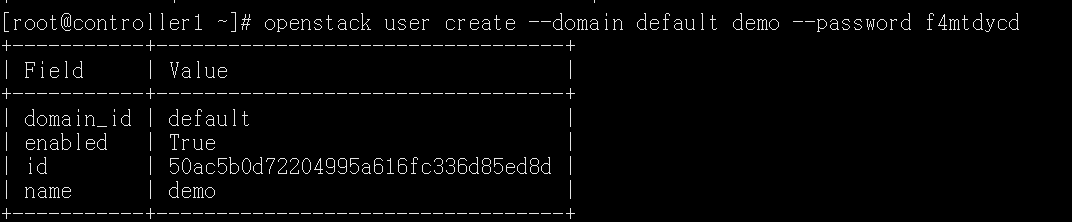 [root@controller1 ~]# openstack user create --domain default demo --password f4mtdycd
+-----------+----------------------------------+
| Field     | Value                            |
+-----------+----------------------------------+
| domain_id | default                          |
| enabled   | True                             |
| id        | 50ac5b0d72204995a616fc336d85ed8d |
| name      | demo                             |
+-----------+----------------------------------+